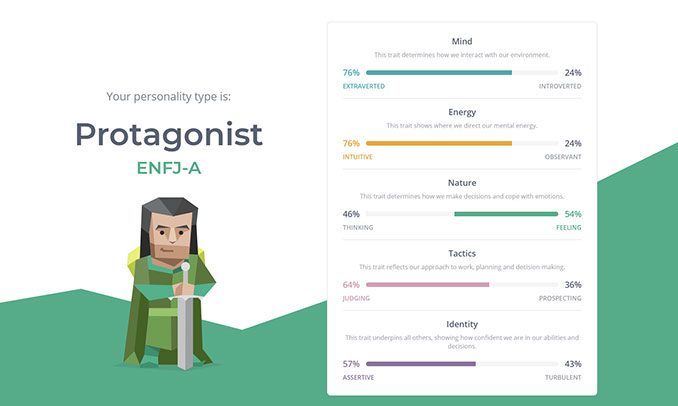 Your personality type is:
Protagonist
ENFJ-A
Mind
This trait determines how we interact with our environment.
76% 24%
EXTRAVERTED INTROVERTED
Energy
This trait shows where we direct our mental energy.
76% 24%
INTUITIVE OBSERVANT
Nature
This trait determines how we make decisions and cope with emotions.
46% 54%
THINKING FEELING
Tactics
This trait reflects our approach to work, planning and decision-making.
64% 36%
JUDGING PROSPECTING
Identity
This trait underpins all others, showing how confident we are in our abilities and
decisions.
57% 43%
ASSERTIVE TURBULENT